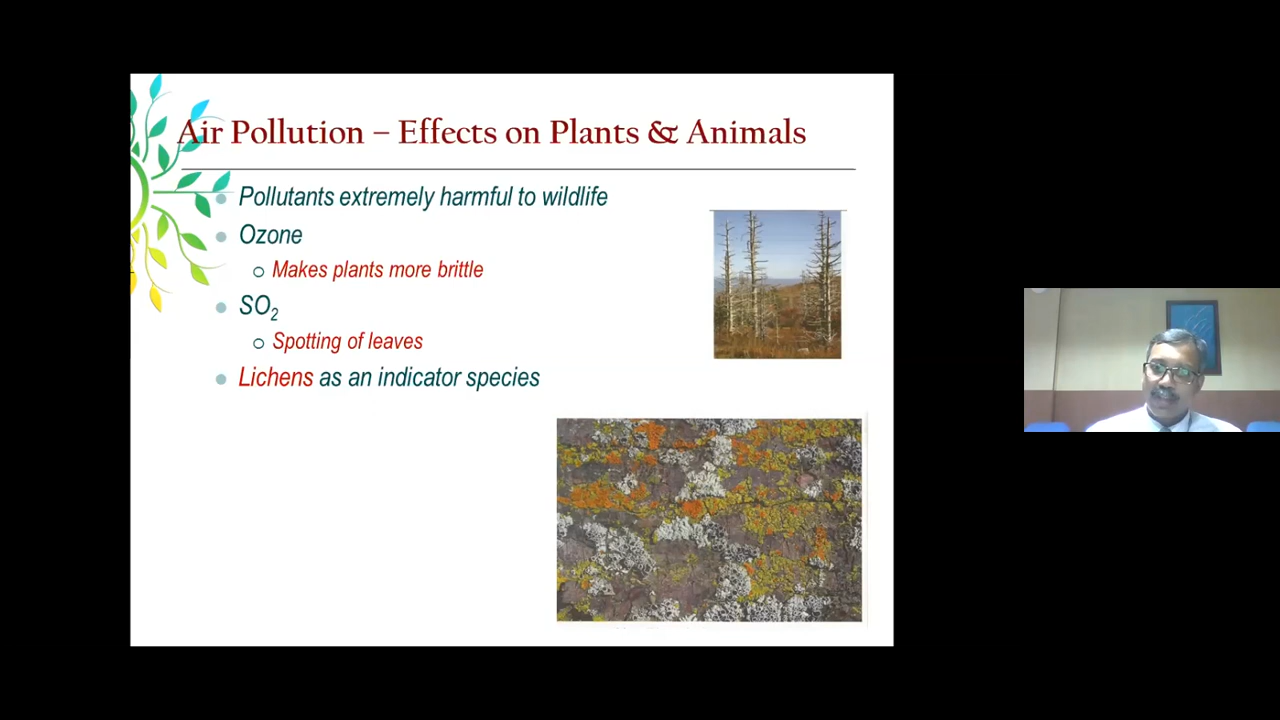 Air Pollution – Effects on Plants & Animals
Pollutants extremely harmful to wildlife
Ozone
Makes plants more brittle
SO₂
Spotting of leaves
Lichens as an indicator species